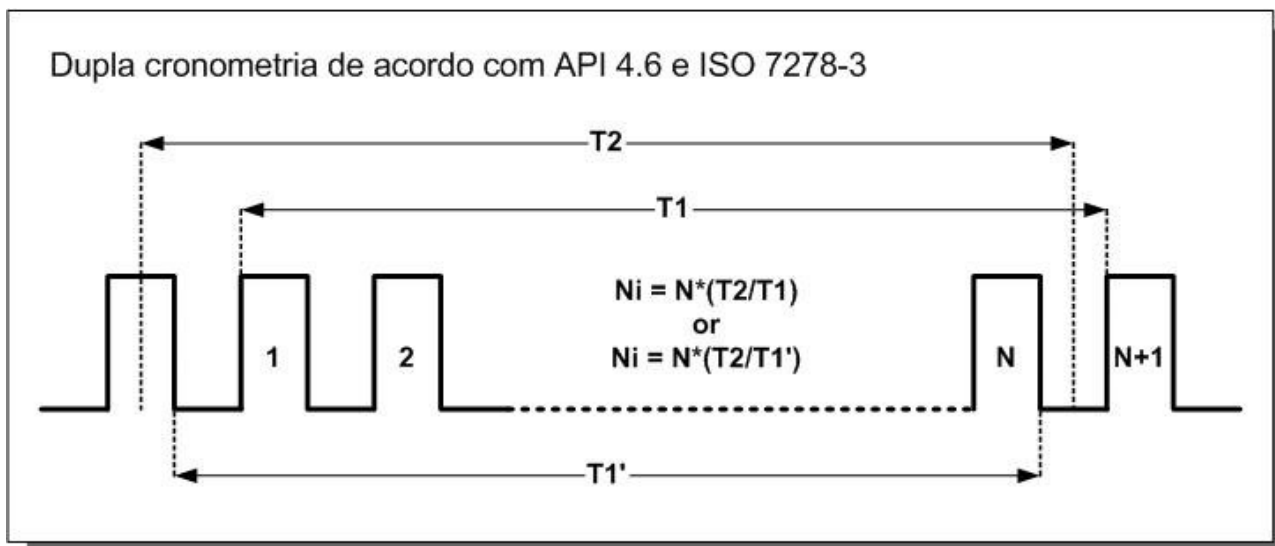 Dupla cronometria de acordo com API 4.6 e ISO 7278-3
T2
T1
Ni = N*(T2/T1)
or
Ni = N*(T2/T1')
1
2
N
N+1
T1'